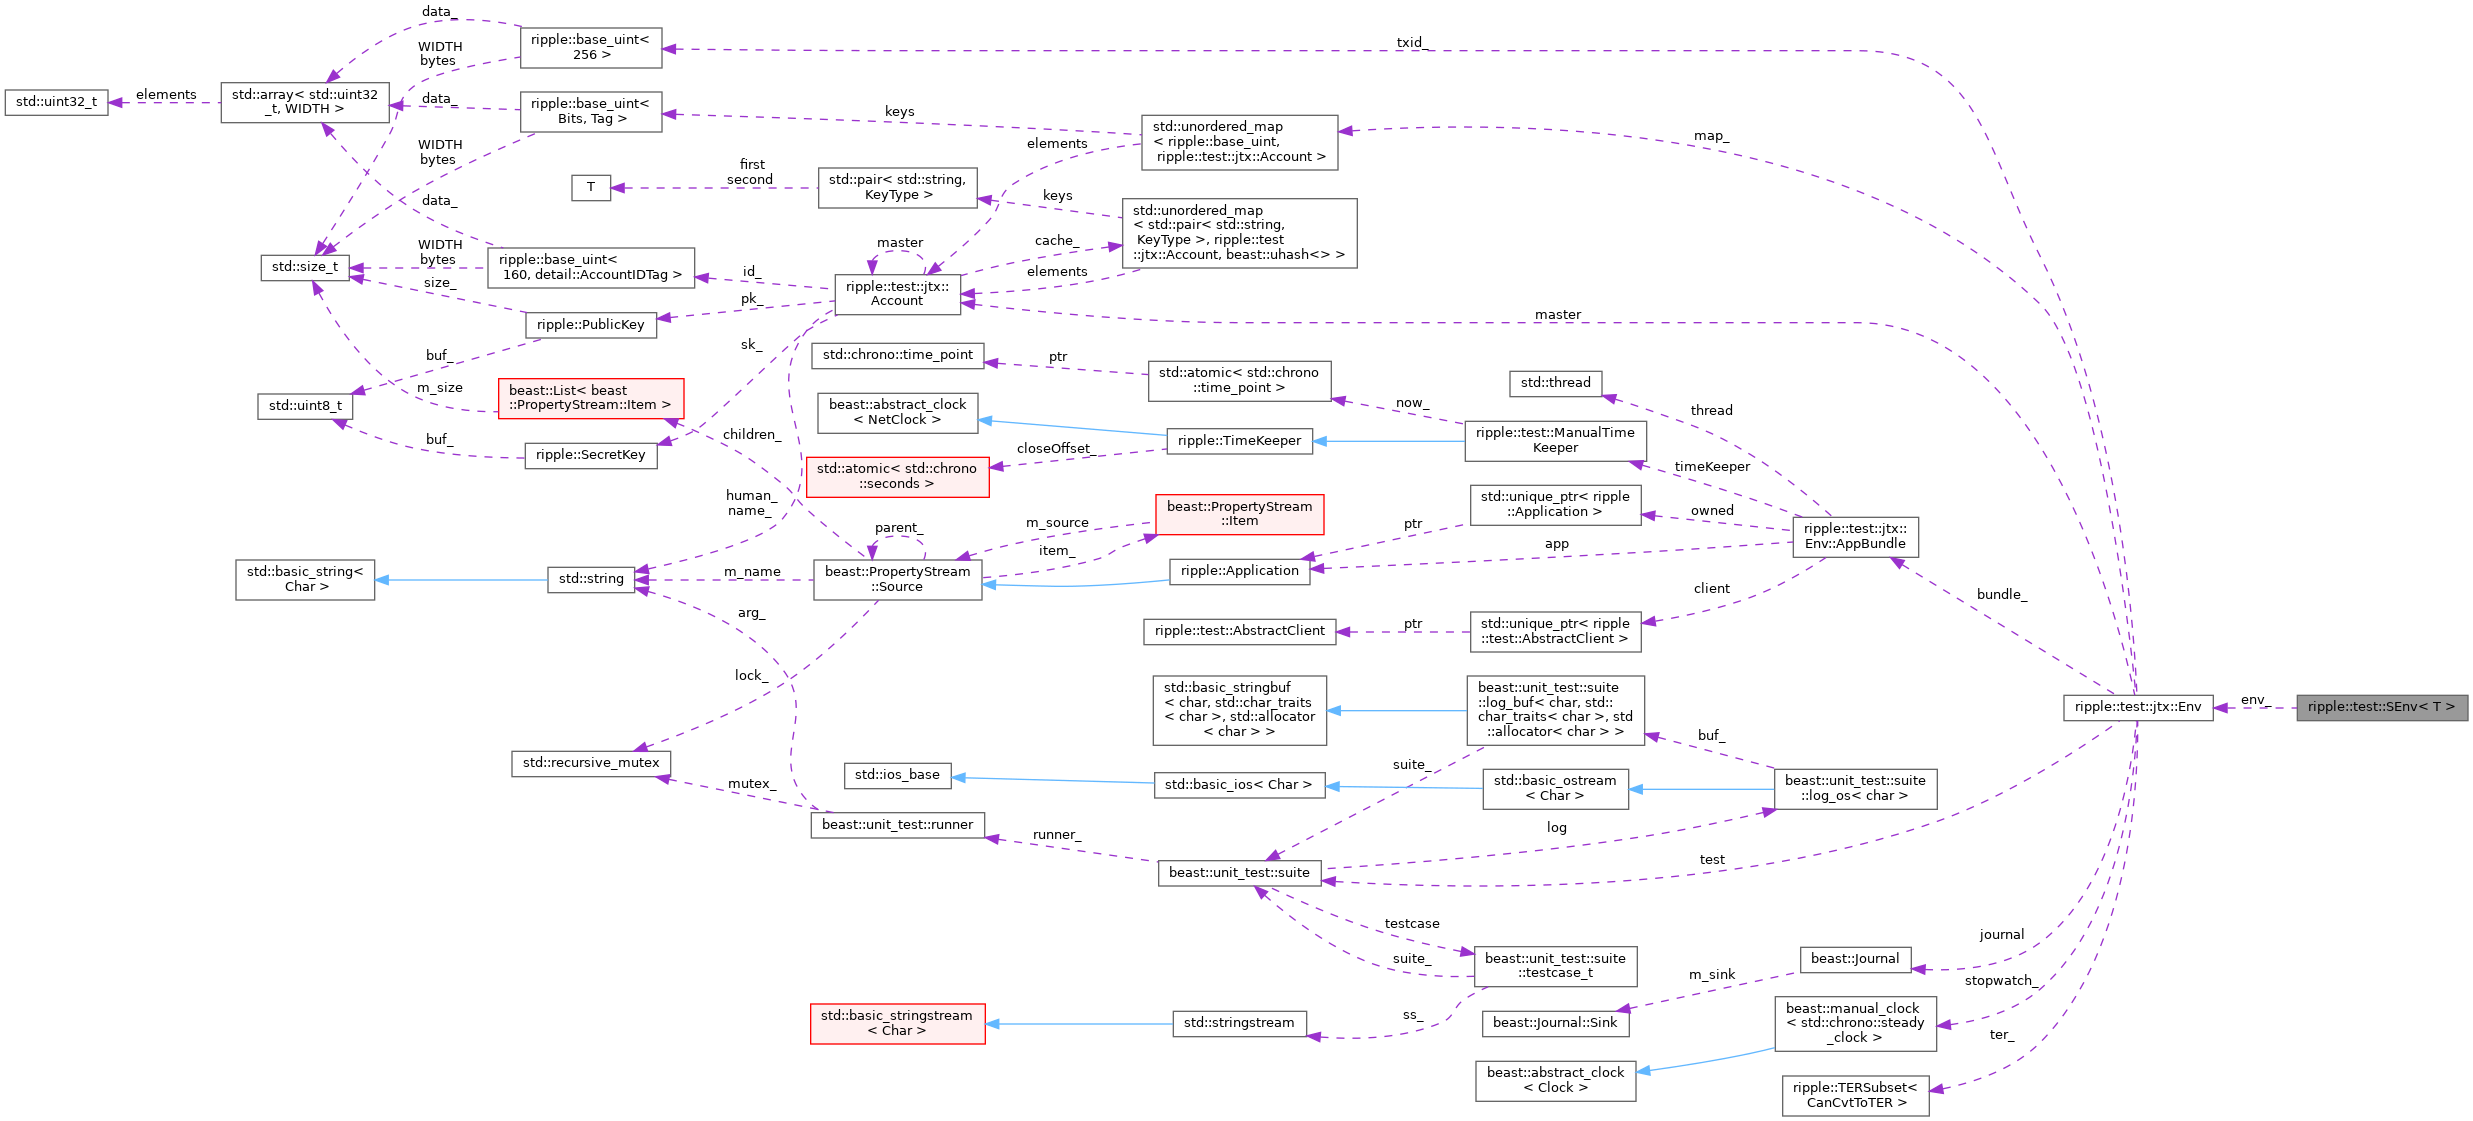 data_
ripple::base_uint<
256 >
WIDTH
bytes
txid_
std::uint32_t
elements
std::array< std::uint32
_t, WIDTH >
data_
ripple::base_uint<
Bits, Tag >
keys
std::unordered_map
< ripple::base_uint,
ripple::test::jtx::Account >
map_
WIDTH
bytes
elements
T
first
second
std::pair< std::string,
KeyType >
keys
std::unordered_map
< std::pair< std::string,
KeyType >, ripple::test
::jtx::Account, beast::uhash<> >
data_
master
cache_
elements
WIDTH
bytes
std::size_t
ripple::base_uint<
160, detail::AccountIDTag >
id_
ripple::test::jtx::
Account
size_
pk_
ripple::PublicKey
master
buf_
sk_
std::chrono::time_point
ptr
std::atomic< std::chrono
::time_point >
std::thread
thread
m_size
beast::List< beast
::PropertyStream::Item >
std::uint8_t
beast::abstract_clock
< NetClock >
now_
ripple::test::ManualTime
Keeper
ripple::TimeKeeper
children_
buf_
ripple::SecretKey
closeOffset_
std::atomic< std::chrono
::seconds >
timeKeeper
human_
name_
beast::PropertyStream
::Item
m_source
std::unique_ptr< ripple
::Application >
owned
ptr
parent_
item_
app
ripple::test::jtx::
Env::AppBundle
std::basic_string<
Char >
std::string
m_name
beast::PropertyStream
::Source
ripple::Application
client
bundle_
arg_
ripple::test::AbstractClient
ptr
std::unique_ptr< ripple
::test::AbstractClient >
lock_
std::basic_stringbuf
< char, std::char_traits
< char >, std::allocator
< char > >
beast::unit_test::suite
::log_buf< char, std::
char_traits< char >, std
::allocator< char > >
buf_
ripple::test::jtx::Env
env_
ripple::test::SEnv< T >
std::recursive_mutex
mutex_
std::ios_base
std::basic_ios< Char >
suite_
std::basic_ostream
< Char >
beast::unit_test::suite
::log_os< char >
beast::unit_test::runner
runner_
log
test
beast::unit_test::suite
testcase
suite_
beast::unit_test::suite
::testcase_t
journal
beast::Journal
m_sink
stopwatch_
std::basic_stringstream
< Char >
std::stringstream
ss_
beast::Journal::Sink
beast::manual_clock
< std::chrono::steady
_clock >
ter_
beast::abstract_clock
< Clock >
ripple::TERSubset<
CanCvtToTER >